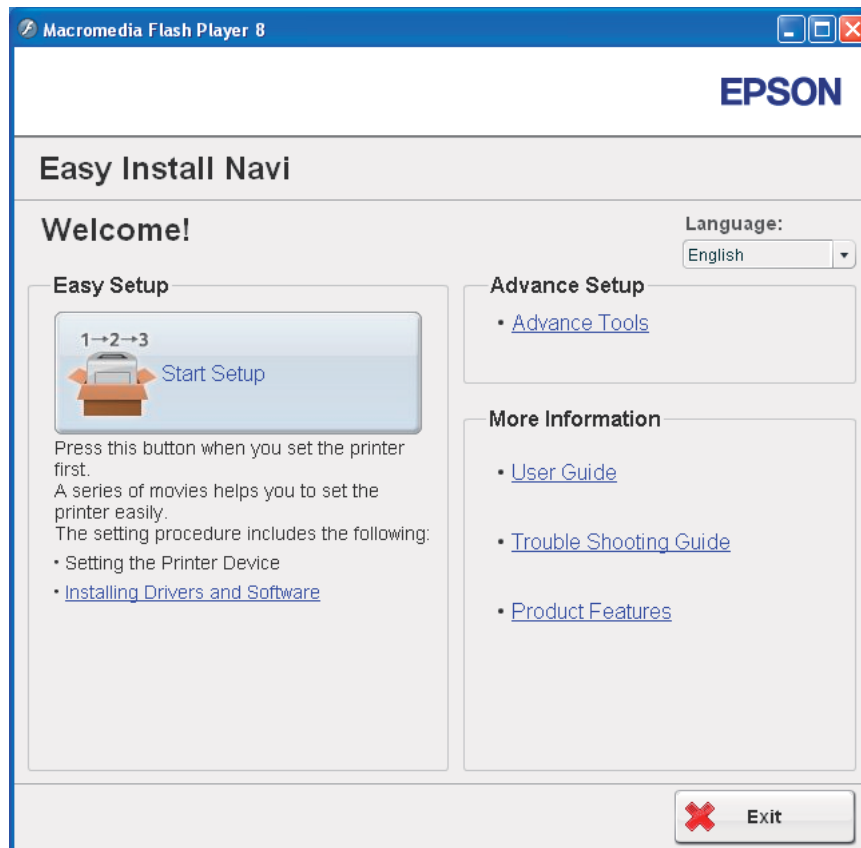 Macromedia Flash Player 8
EPSON
Easy Install Navi
Welcome!
Language:
English
Easy Setup
1→2→3
Start Setup
Press this button when you set the printer
first.
A series of movies helps you to set the
printer easily.
The setting procedure includes the following:
• Setting the Printer Device
• Installing Drivers and Software
Advance Setup
• Advance Tools
More Information
• User Guide
• Trouble Shooting Guide
• Product Features
Exit